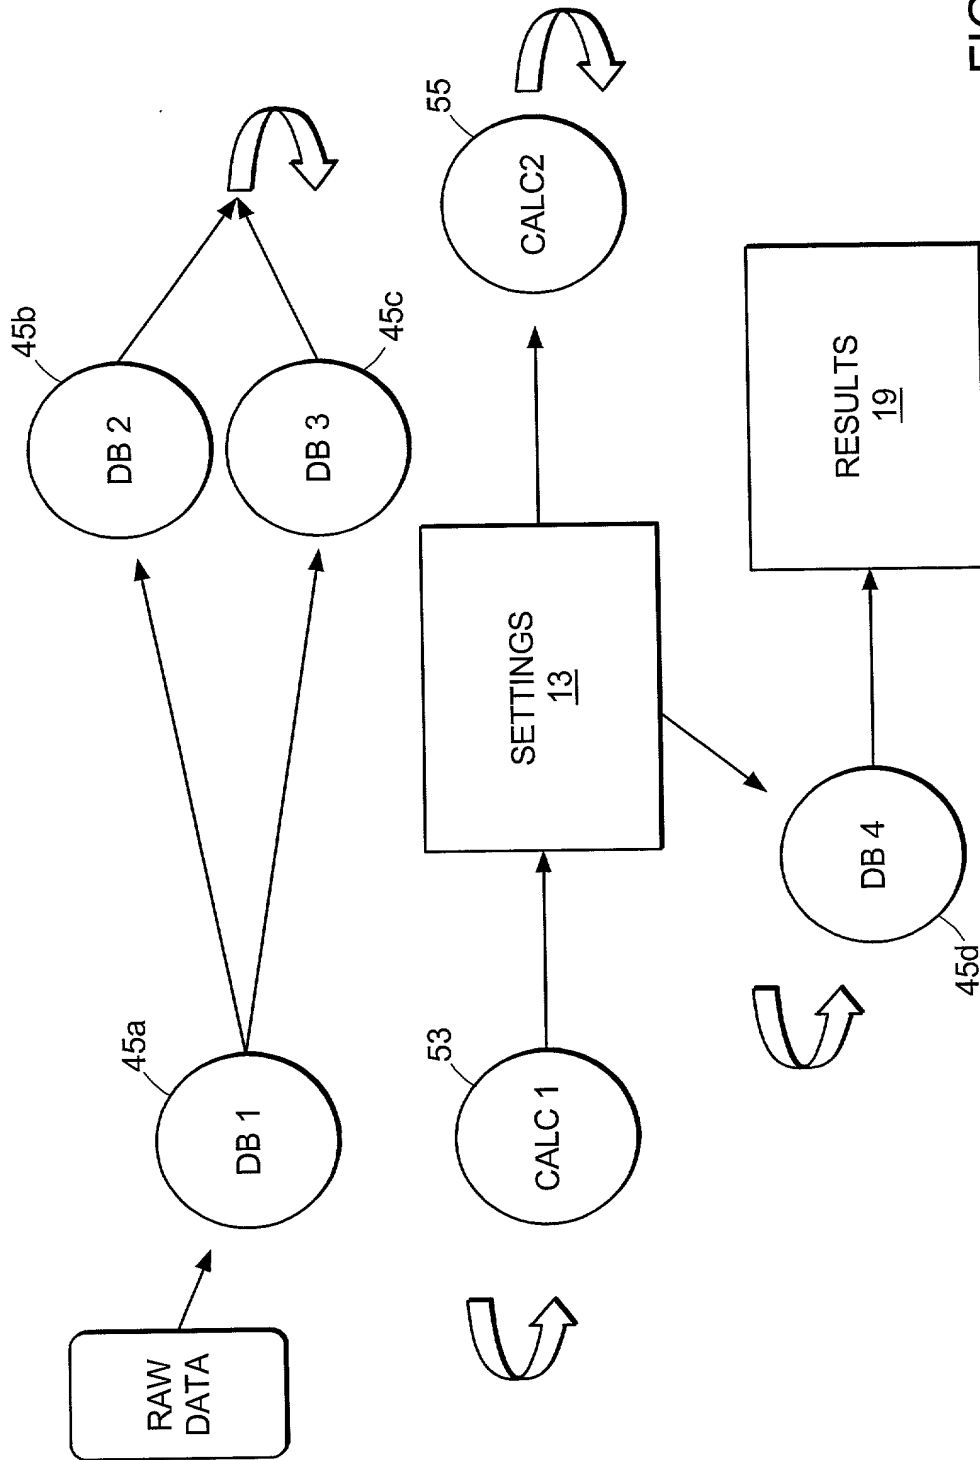 RAW
DATA
45a
DB 1
45b
DB 2
45c
DB 3
53
CALC 1
SETTINGS
13
55
CALC2
45d
DB 4
RESULTS
19